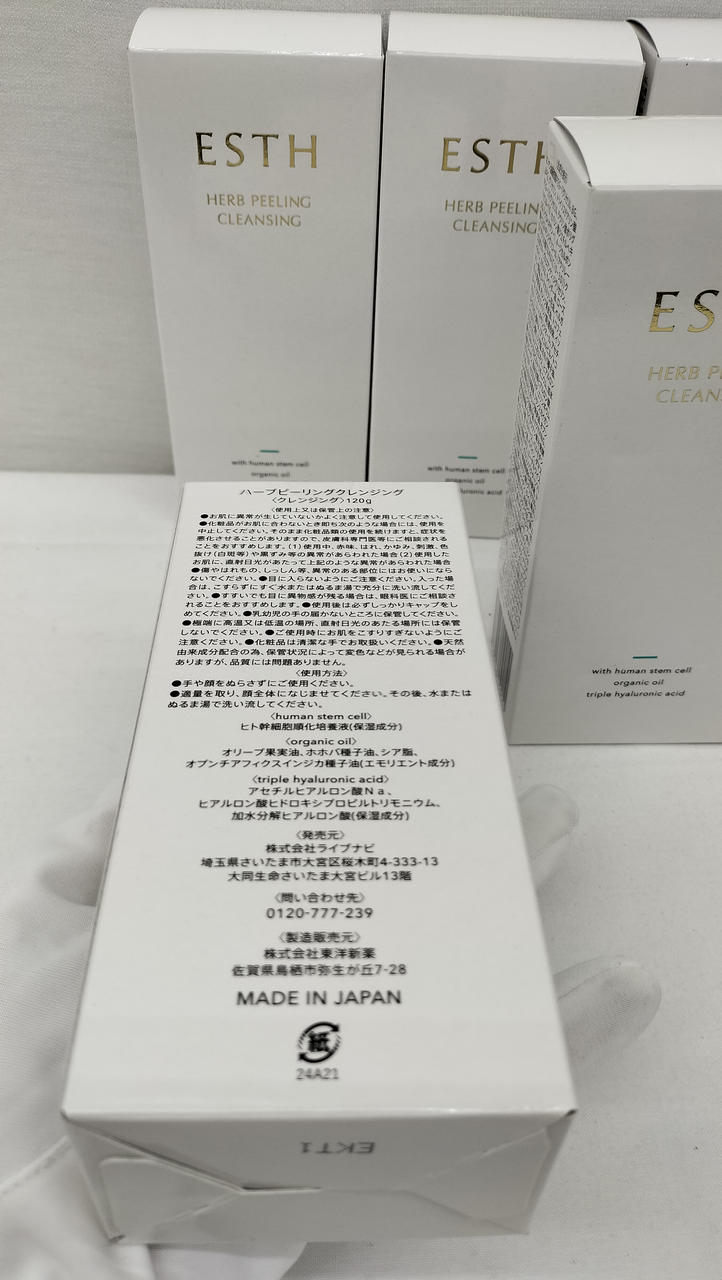 ESTH
HERB PEELING
CLEANSING
with human stem cell
organic oil
ESTH
HERB PEELING
CLEANSING
with human stem cell
organic oil
ES
HERB
CLEANS
with human stem cell
organic oil
triple hyaluronic acid
ハーブピーリングクレンジング
〈クレンジング〉120g
〈使用上又は保管上の注意〉
●お肌に異常が生じていないかよく注意して使用してください。
●化粧品がお肌に合わないとき即ち次のような場合には、使用を
中止してください。そのまま化粧品類の使用を続けますと、症状を
悪化させることがありますので、皮膚科専門医等にご相談される
ことをおすすめします。(1)使用中、赤味、はれ、かゆみ、刺激、色
抜け(白斑等)や黒ずみ等の異常があらわれた場合(2)使用した
お肌に、直射日光があたって上記のような異常があらわれた場合
●傷やはれもの、しっしん等、異常のある部位にはお使いになら
ないでください。●目に入らないようにご注意ください。入った場
合は、こすらずにすぐ水またはぬるま湯で充分に洗い流してくだ
さい。●すすいでも目に異物感が残る場合は、眼科医にご相談さ
れることをおすすめします。●使用後は必ずしっかりキャップをし
めてください。●乳幼児の手の届かないところに保管してください。
●極端に高温又は低温の場所、直射日光のあたる場所には保管
しないでください。●ご使用時にお肌をこすりすぎないようにご
注意ください。●化粧品は清潔な手でお取扱いください。●天然
由来成分配合の為、保管状況によって変色などが見られる場合が
ありますが、品質には問題ありません。
〈使用方法〉
●手や顔をぬらさずにご使用ください。
●適量を取り、顔全体になじませてください。その後、水または
ぬるま湯で洗い流してください。
〈human stem cell〉
ヒト幹細胞順化培養液(保湿成分)
〈organic oil〉
オリーブ果実油、ホホバ種子油、シア脂、
オプンチアフィクスインジカ種子油(エモリエント成分)
〈triple hyaluronic acid〉
アセチルヒアルロン酸Na、
ヒアルロン酸ヒドロキシプロピルトリモニウム、
加水分解ヒアルロン酸(保湿成分)
〈発売元〉
株式会社ライブナビ
埼玉県さいたま市大宮区桜木町4-333-13
大同生命さいたま大宮ビル13階
〈問い合わせ先〉
0120-777-239
〈製造販売元〉
株式会社東洋新薬
佐賀県鳥栖市弥生が丘7-28
MADE IN JAPAN
紙
24A21
EKT1